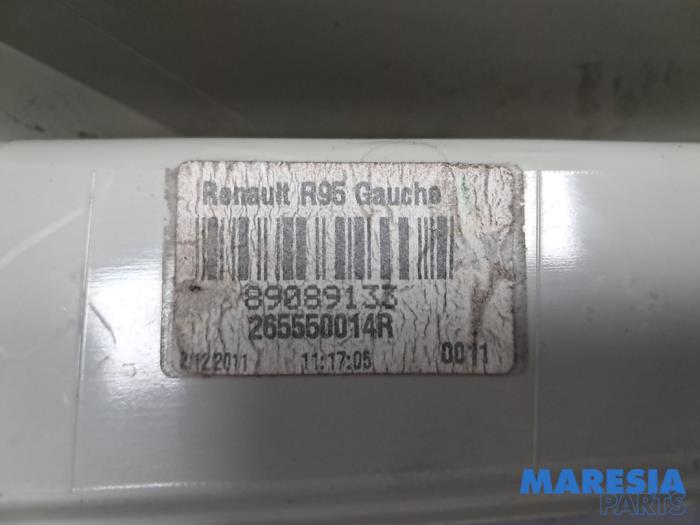 Renault R95 Gauche
89089133
265550014R
2/12/2011 11:17:05 0011
MARESIA
PARTS